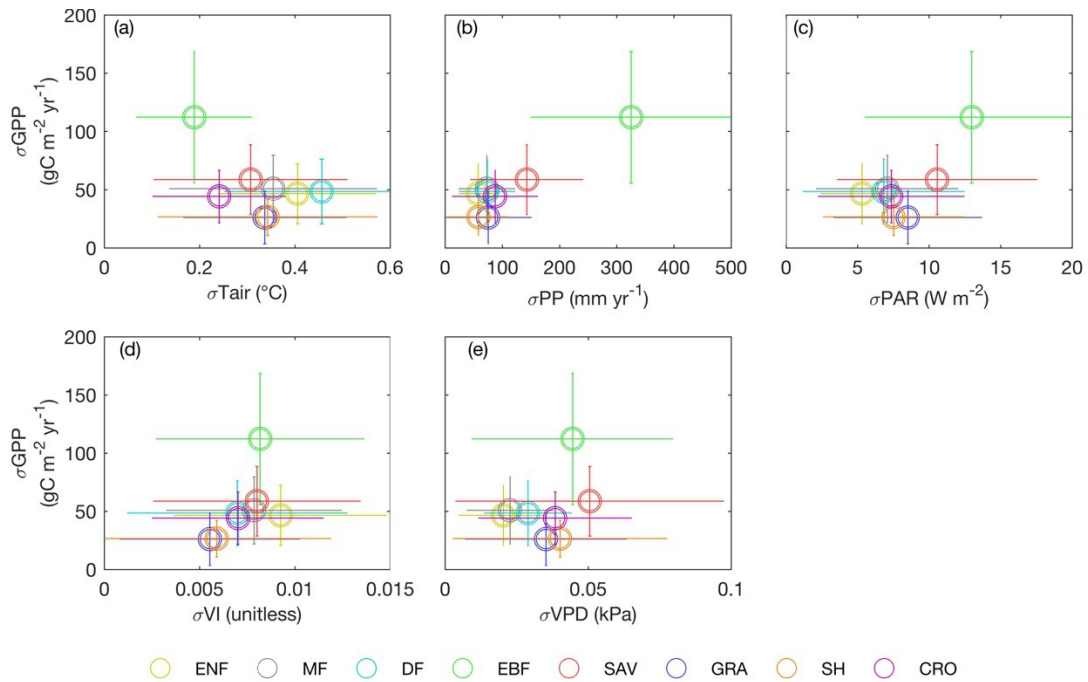 (a) (b) (c)
200
150
100
50
0
σGPP
(gC m⁻² yr⁻¹)
0 0.2 0.4 0.6
σTair (°C)
0 100 200 300 400 500
σPP (mm yr⁻¹)
0 5 10 15 20
σPAR (W m⁻²)
(d) (e)
200
150
100
50
0
σGPP
(gC m⁻² yr⁻¹)
0 0.005 0.01 0.015
σVI (unitless)
0 0.05 0.1
σVPD (kPa)
ENF MF DF EBF SAV GRA SH CRO